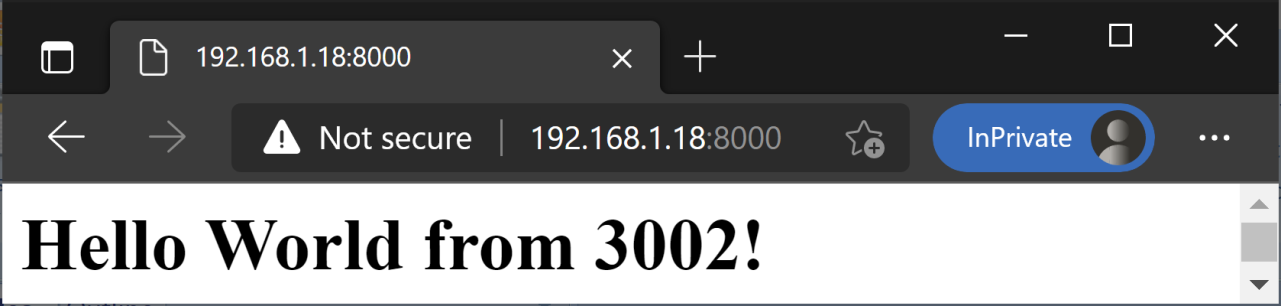 192.168.1.18:8000
Not secure 192.168.1.18:8000 InPrivate
Hello World from 3002!